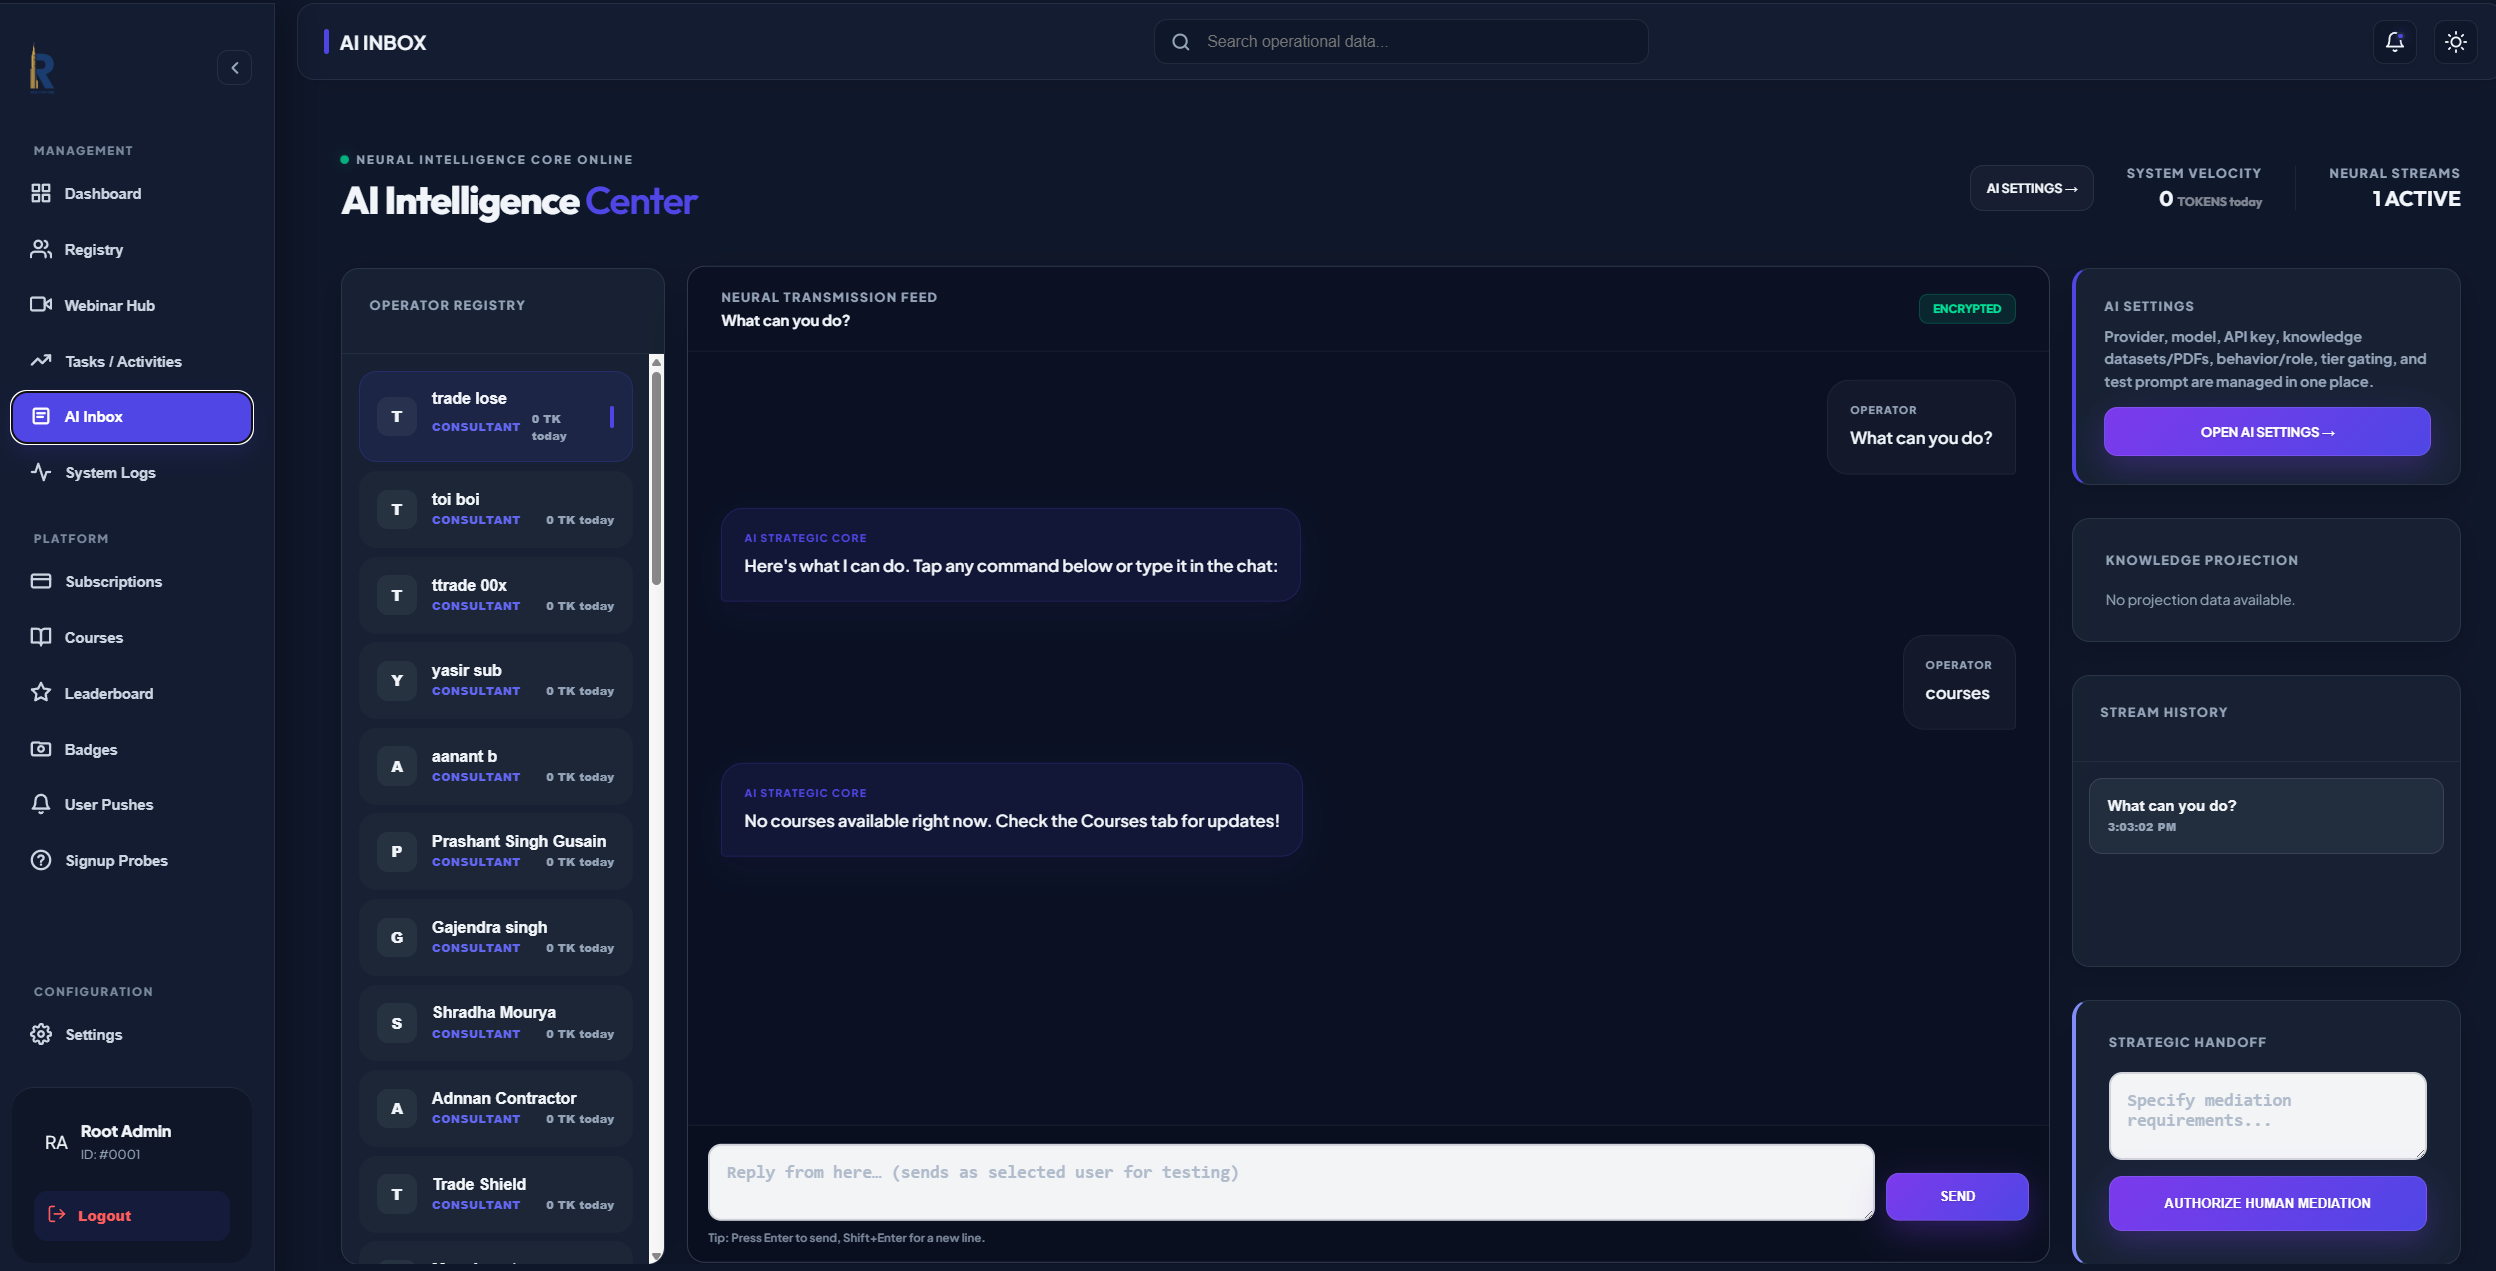 MANAGEMENT
Dashboard
Registry
Webinar Hub
Tasks / Activities
AI Inbox
System Logs
PLATFORM
Subscriptions
Courses
Leaderboard
Badges
User Pushes
Signup Probes
CONFIGURATION
Settings
RA
Root Admin
ID: #0001
Logout
AI INBOX
Search operational data...
NEURAL INTELLIGENCE CORE ONLINE
AI Intelligence Center
AI SETTINGS →
SYSTEM VELOCITY
0 TOKENS today
NEURAL STREAMS
1 ACTIVE
OPERATOR REGISTRY
T
trade lose
CONSULTANT
0 TK
today
T
toi boi
CONSULTANT 0 TK today
T
ttrade 00x
CONSULTANT 0 TK today
Y
yasir sub
CONSULTANT 0 TK today
A
aanant b
CONSULTANT 0 TK today
P
Prashant Singh Gusain
CONSULTANT 0 TK today
G
Gajendra singh
CONSULTANT 0 TK today
S
Shradha Mourya
CONSULTANT 0 TK today
A
Adnnan Contractor
CONSULTANT 0 TK today
T
Trade Shield
CONSULTANT 0 TK today
NEURAL TRANSMISSION FEED
What can you do?
ENCRYPTED
OPERATOR
What can you do?
AI STRATEGIC CORE
Here's what I can do. Tap any command below or type it in the chat:
OPERATOR
courses
AI STRATEGIC CORE
No courses available right now. Check the Courses tab for updates!
Reply from here… (sends as selected user for testing)
SEND
Tip: Press Enter to send, Shift+Enter for a new line.
AI SETTINGS
Provider, model, API key, knowledge
datasets/PDFs, behavior/role, tier gating, and
test prompt are managed in one place.
OPEN AI SETTINGS →
KNOWLEDGE PROJECTION
No projection data available.
STREAM HISTORY
What can you do?
3:03:02 PM
STRATEGIC HANDOFF
Specify mediation
requirements...
AUTHORIZE HUMAN MEDIATION